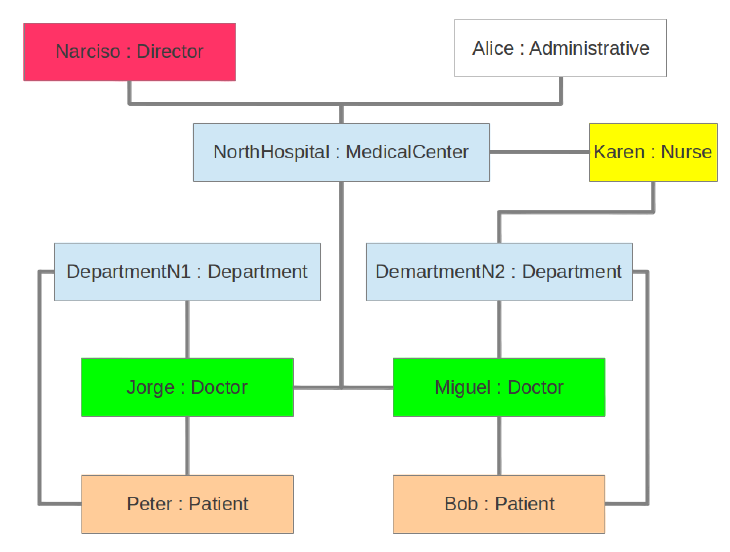 Narciso : Director
Alice : Administrative
NorthHospital : MedicalCenter
Karen : Nurse
DepartmentN1 : Department
DemartmentN2 : Department
Jorge : Doctor
Miguel : Doctor
Peter : Patient
Bob : Patient